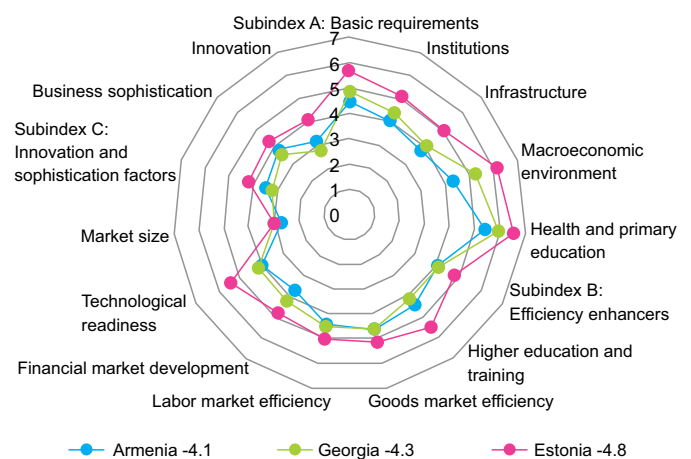 Subindex A: Basic requirements
Institutions
Infrastructure
Macroeconomic
environment
Health and primary
education
Subindex B:
Efficiency enhancers
Higher education and
training
Goods market efficiency
Labor market efficiency
Financial market development
Technological
readiness
Market size
Subindex C:
Innovation and
sophistication factors
Business sophistication
Innovation
7
6
5
4
3
2
1
0
Armenia -4.1
Georgia -4.3
Estonia -4.8